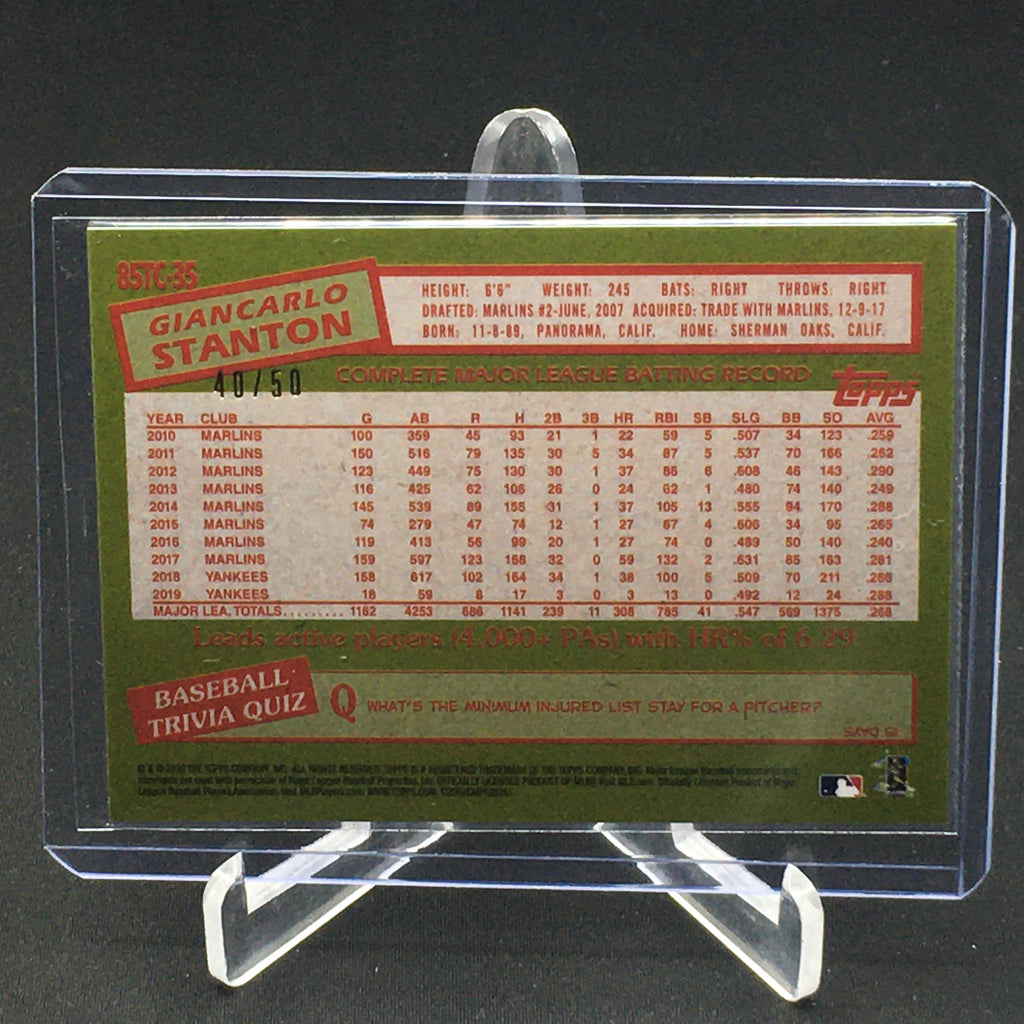 85TC-35
GIANCARLO
STANTON
HEIGHT: 6'6" WEIGHT: 245 BATS: RIGHT THROWS: RIGHT
DRAFTED: MARLINS #2-JUNE, 2007 ACQUIRED: TRADE WITH MARLINS, 12-9-17
BORN: 11-8-89, PANORAMA, CALIF. HOME: SHERMAN OAKS, CALIF.
40/50
COMPLETE MAJOR LEAGUE BATTING RECORD
TOPPS
YEAR CLUB G AB R H 2B 3B HR RBI SB SLG BB SO AVG
2010 MARLINS 100 359 45 93 21 1 22 59 5 .507 34 123 .259
2011 MARLINS 150 516 79 135 30 5 34 87 5 .537 70 166 .262
2012 MARLINS 123 449 75 130 30 1 37 86 6 .608 46 143 .290
2013 MARLINS 116 425 62 106 26 0 24 62 1 .480 74 140 .249
2014 MARLINS 145 539 89 155 31 1 37 105 13 .555 94 170 .288
2015 MARLINS 74 279 47 74 12 1 27 67 4 .606 34 95 .265
2016 MARLINS 119 413 56 99 20 1 27 74 0 .489 50 140 .240
2017 MARLINS 159 597 123 168 32 0 59 132 2 .631 85 163 .281
2018 YANKEES 158 617 102 164 34 1 38 100 5 .509 70 211 .266
2019 YANKEES 18 59 8 17 3 0 3 13 0 .492 12 24 .288
MAJOR LEA. TOTALS......... 1162 4253 686 1141 239 11 308 785 41 .547 569 1375 .268
Leads active players (4,000+ PAs) with HR% of 6.29
BASEBALL
TRIVIA QUIZ
Q WHAT'S THE MINIMUM INJURED LIST STAY FOR A PITCHER?
15 DAYS